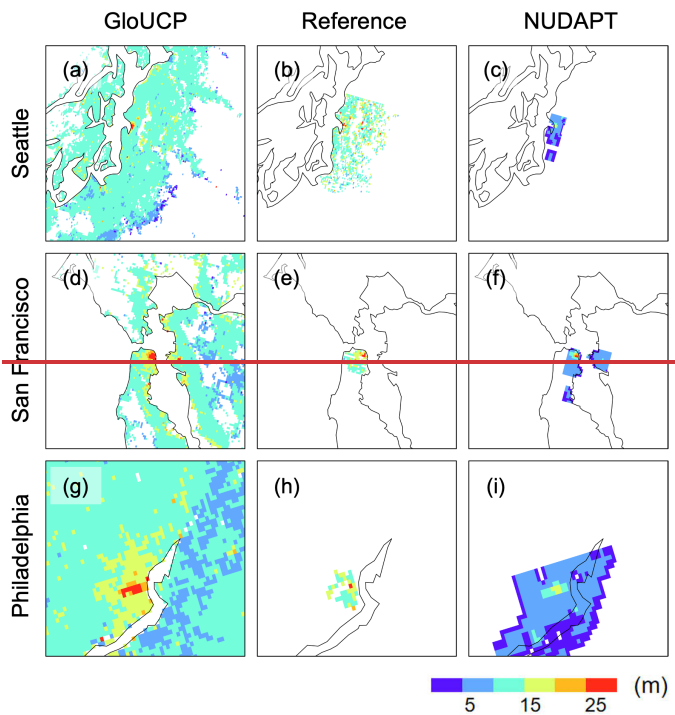 GloUCP Reference NUDAPT
Seattle
(a) (b) (c)
San Francisco
(d) (e) (f)
Philadelphia
(g) (h) (i)
5 15 25 (m)